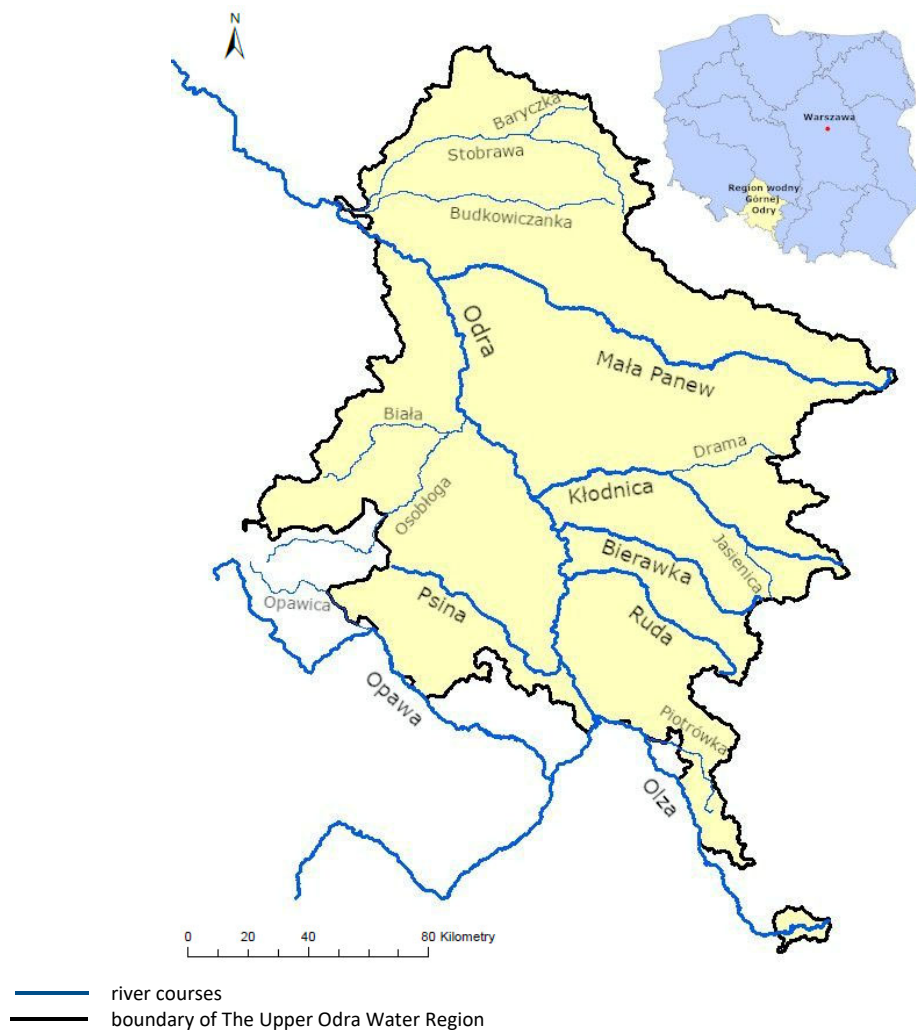 N
Warszawa
Region wodny
Górnej
Odry
Baryczka
Stobrawa
Budkowiczanka
Odra
Mała Panew
Biała
Drama
Osobłoga
Kłodnica
Bierawka
Jasienica
Opawica
Psina
Ruda
Opawa
Piotrówka
Olza
0 20 40 80 Kilometry
river courses
boundary of The Upper Odra Water Region